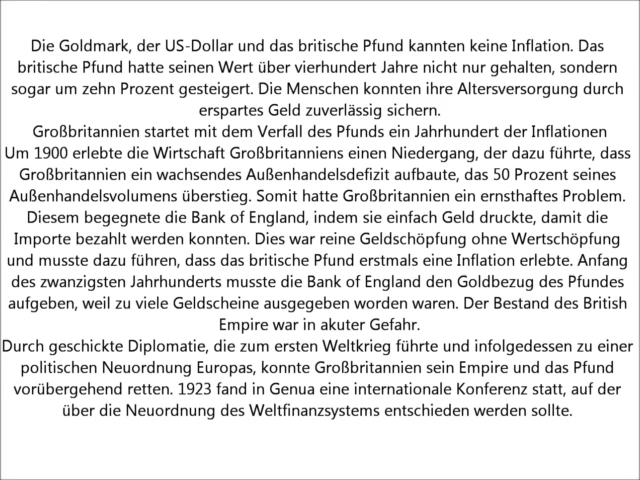 Die Goldmark, der US-Dollar und das britische Pfund kannten keine Inflation. Das
britische Pfund hatte seinen Wert über vierhundert Jahre nicht nur gehalten, sondern
sogar um zehn Prozent gesteigert. Die Menschen konnten ihre Altersversorgung durch
erspartes Geld zuverlässig sichern.
Großbritannien startet mit dem Verfall des Pfunds ein Jahrhundert der Inflationen
Um 1900 erlebte die Wirtschaft Großbritanniens einen Niedergang, der dazu führte, dass
Großbritannien ein wachsendes Außenhandelsdefizit aufbaute, das 50 Prozent seines
Außenhandelsvolumens überstieg. Somit hatte Großbritannien ein ernsthaftes Problem.
Diesem begegnete die Bank of England, indem sie einfach Geld druckte, damit die
Importe bezahlt werden konnten. Dies war reine Geldschöpfung ohne Wertschöpfung
und musste dazu führen, dass das britische Pfund erstmals eine Inflation erlebte. Anfang
des zwanzigsten Jahrhunderts musste die Bank of England den Goldbezug des Pfundes
aufgeben, weil zu viele Geldscheine ausgegeben worden waren. Der Bestand des British
Empire war in akuter Gefahr.
Durch geschickte Diplomatie, die zum ersten Weltkrieg führte und infolgedessen zu einer
politischen Neuordnung Europas, konnte Großbritannien sein Empire und das Pfund
vorübergehend retten. 1923 fand in Genua eine internationale Konferenz statt, auf der
über die Neuordnung des Weltfinanzsystems entschieden werden sollte.